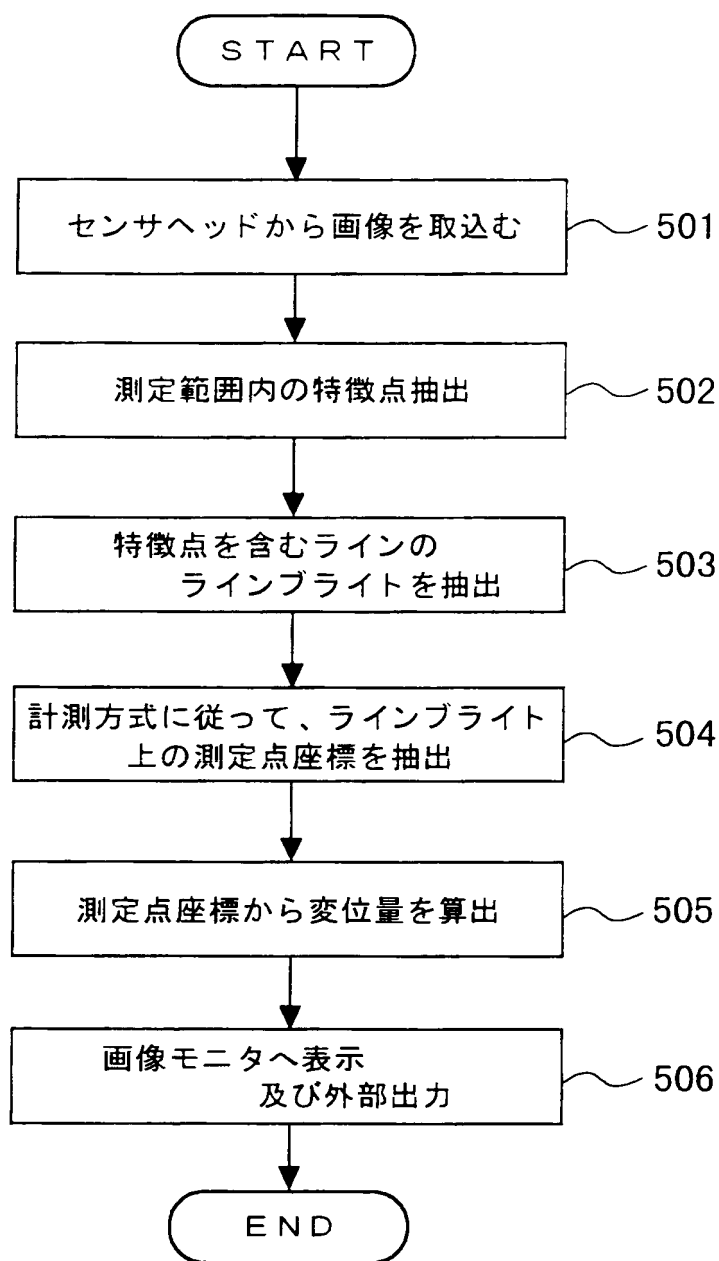 START
センサヘッドから画像を取込む
501
測定範囲内の特徴点抽出
502
特徴点を含むラインの
ラインブライトを抽出
503
計測方式に従って、ラインブライト
上の測定点座標を抽出
504
測定点座標から変位量を算出
505
画像モニタへ表示
及び外部出力
506
END